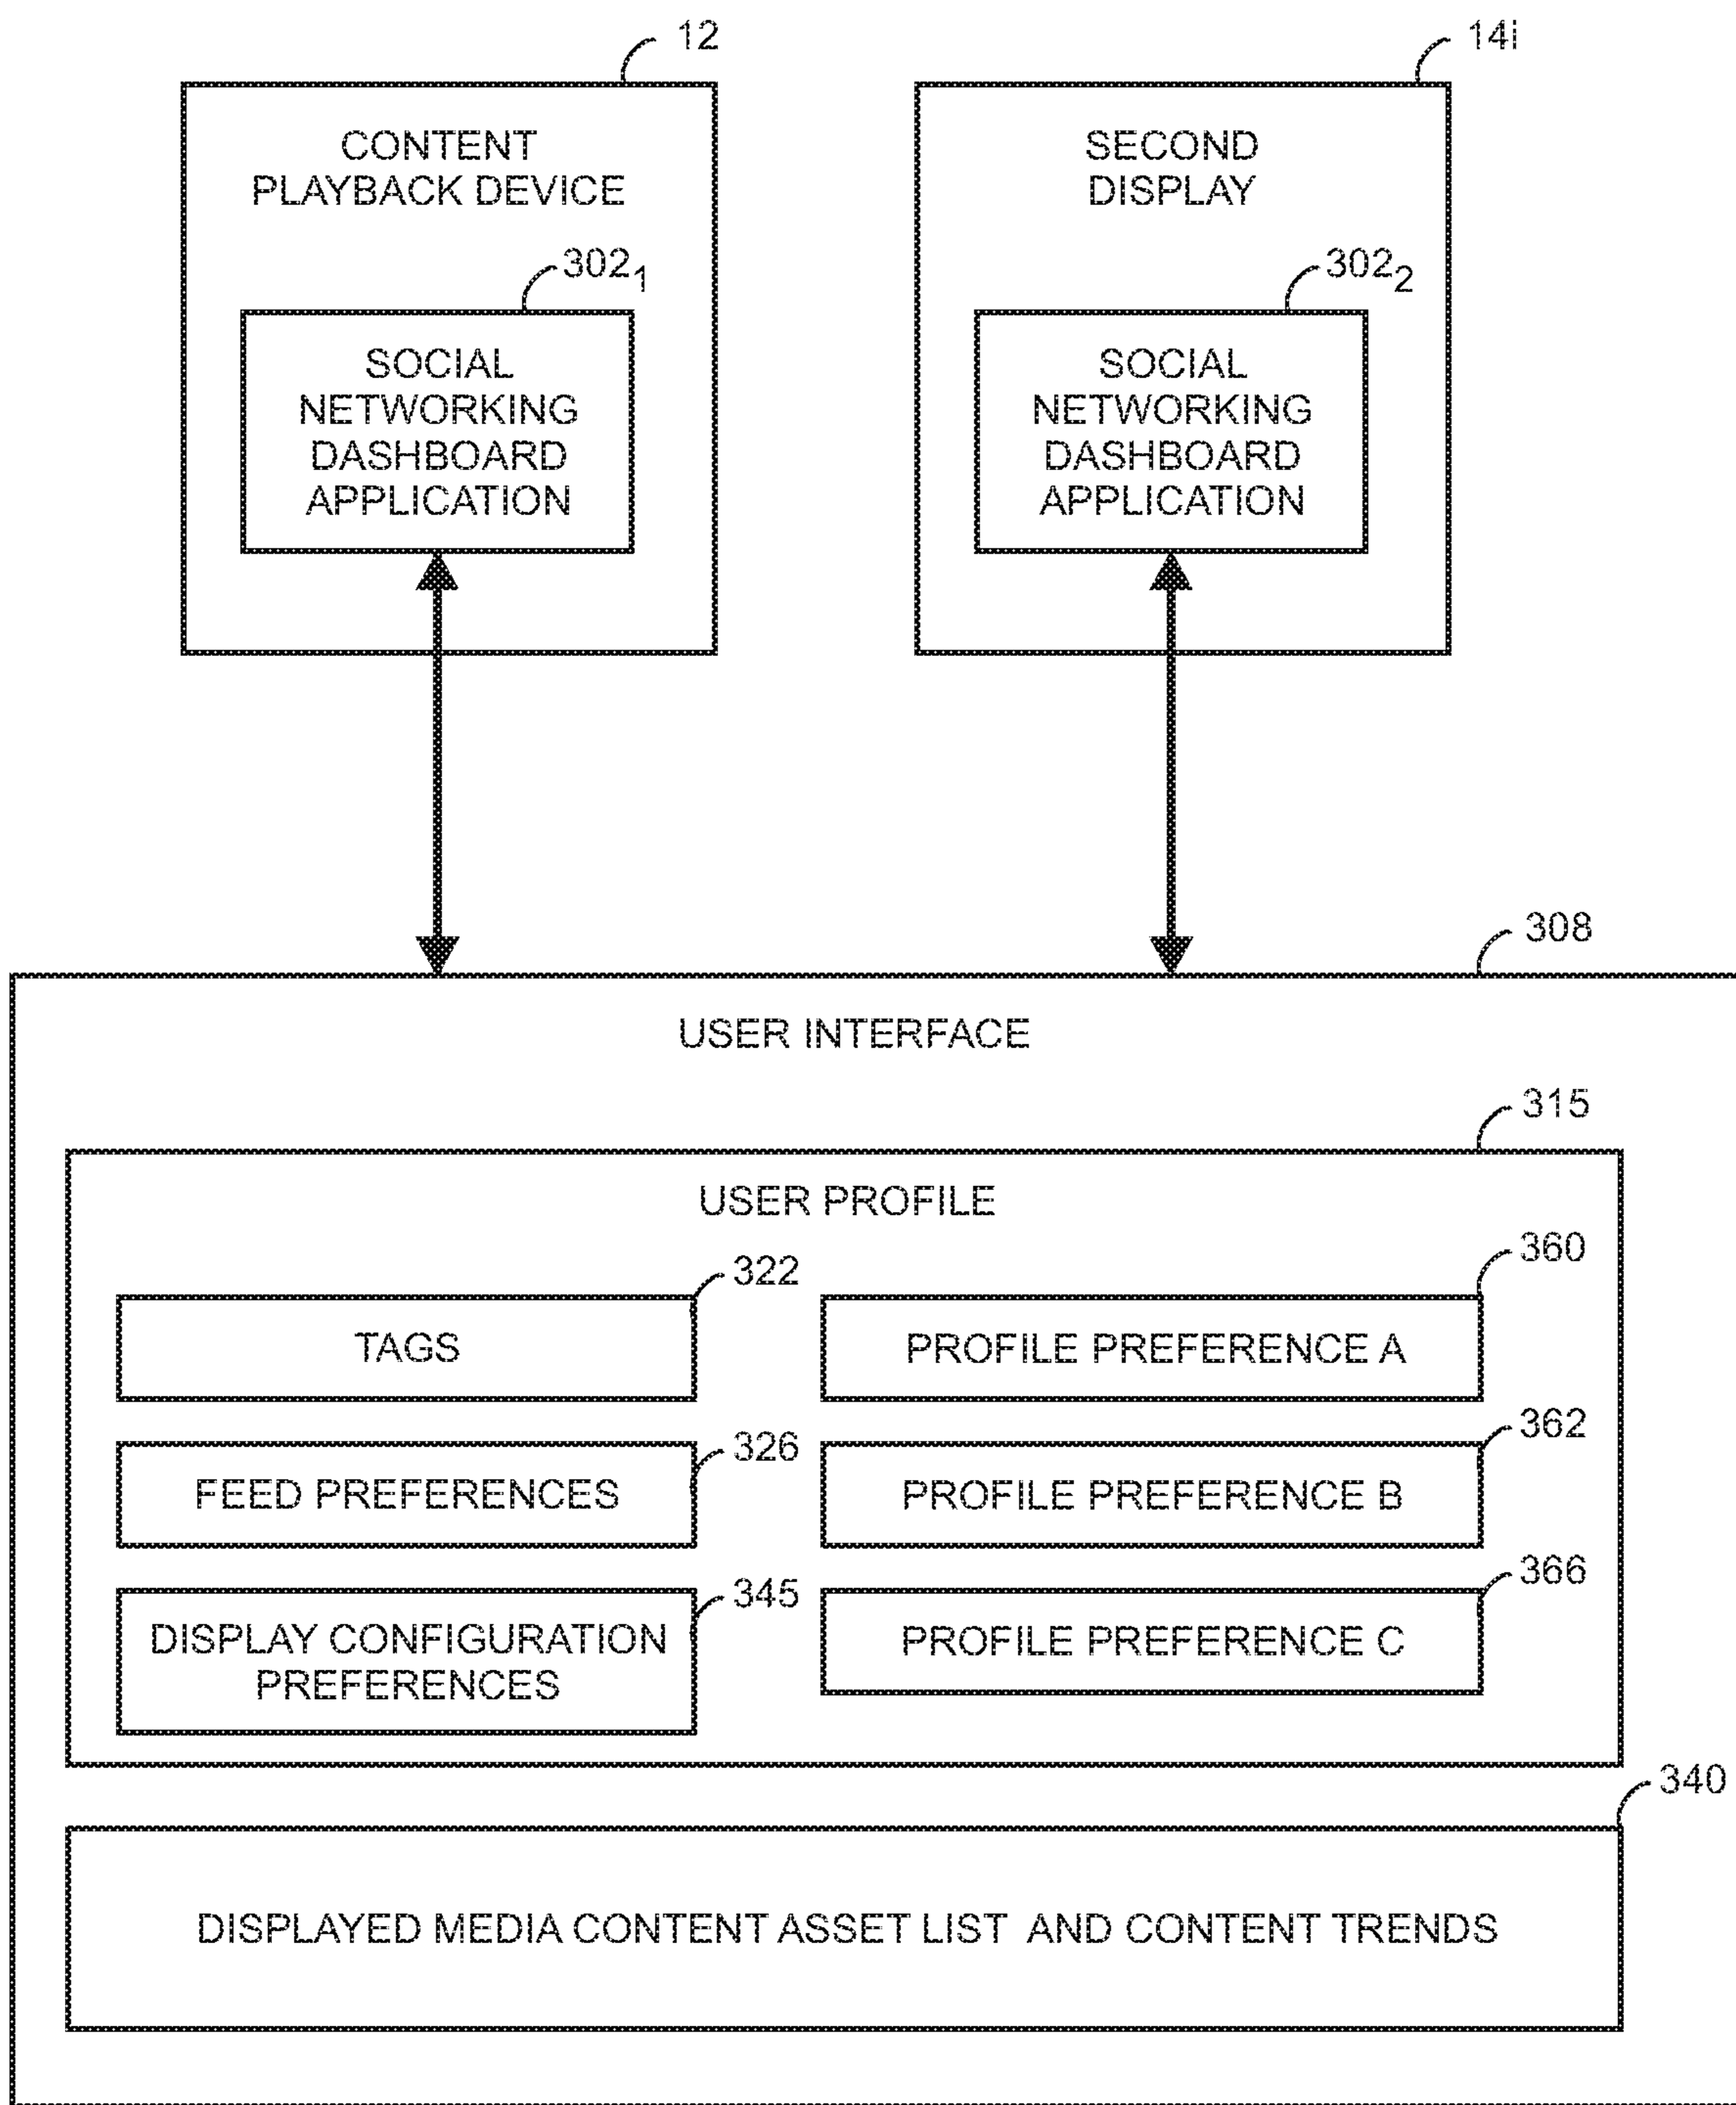 12
14i
CONTENT
PLAYBACK DEVICE
SECOND
DISPLAY
302₁
302₂
SOCIAL
NETWORKING
DASHBOARD
APPLICATION
SOCIAL
NETWORKING
DASHBOARD
APPLICATION
308
USER INTERFACE
315
USER PROFILE
322
360
TAGS
PROFILE PREFERENCE A
326
362
FEED PREFERENCES
PROFILE PREFERENCE B
345
366
DISPLAY CONFIGURATION
PREFERENCES
PROFILE PREFERENCE C
340
DISPLAYED MEDIA CONTENT ASSET LIST AND CONTENT TRENDS